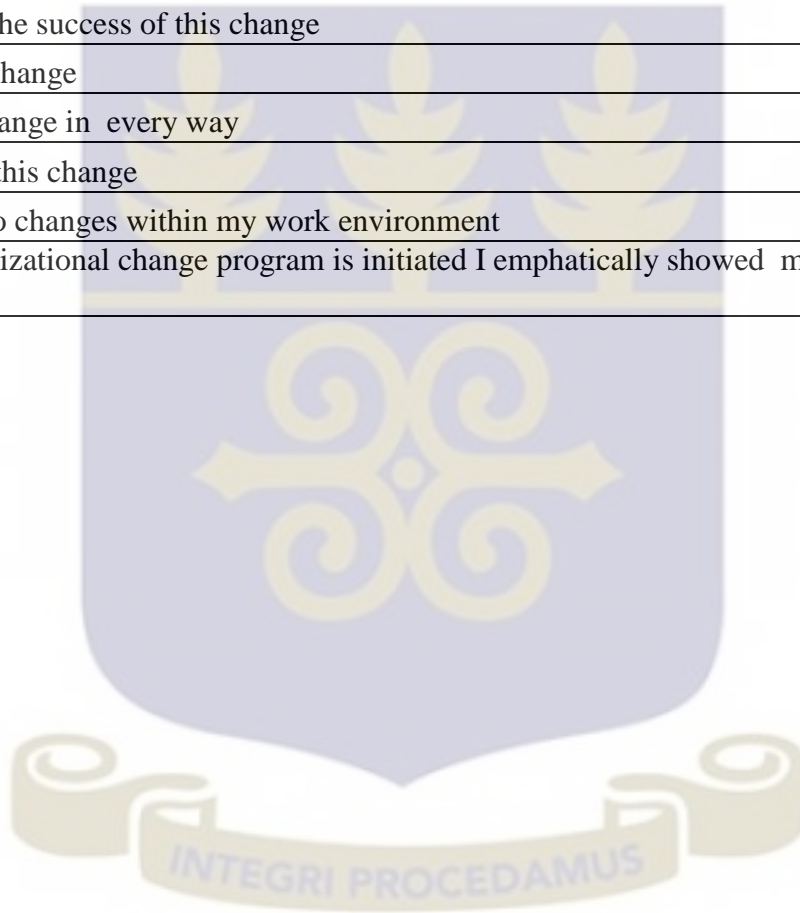 he success of this change
hange
ange in every way
this change
o changes within my work environment
izational change program is initiated I emphatically showed m
INTEGRI PROCEDAMUS